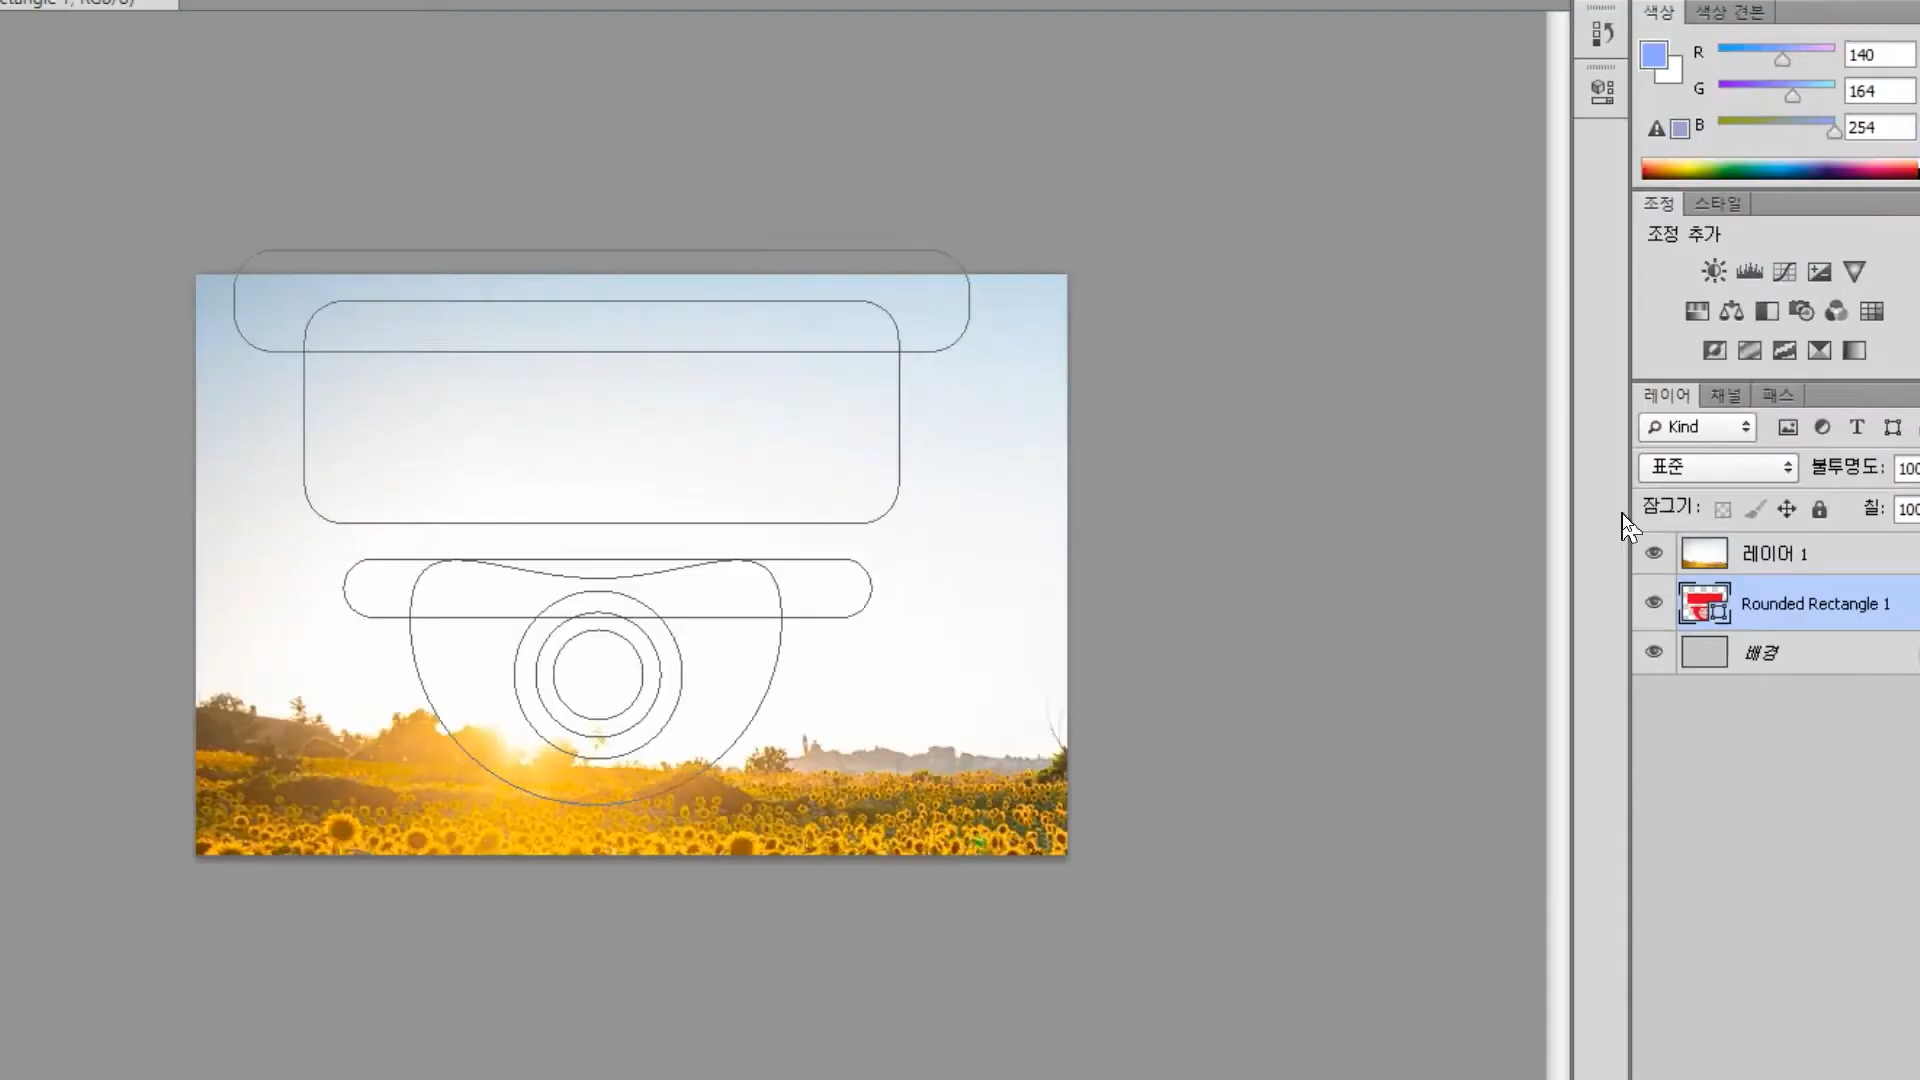 색상 색상 견본
R 140
G 164
B 254
조정 스타일
조정 추가
레이어 채널 패스
Kind T
표준 불투명도: 100
잠그기: 칠: 100
레이어 1
Rounded Rectangle 1
배경